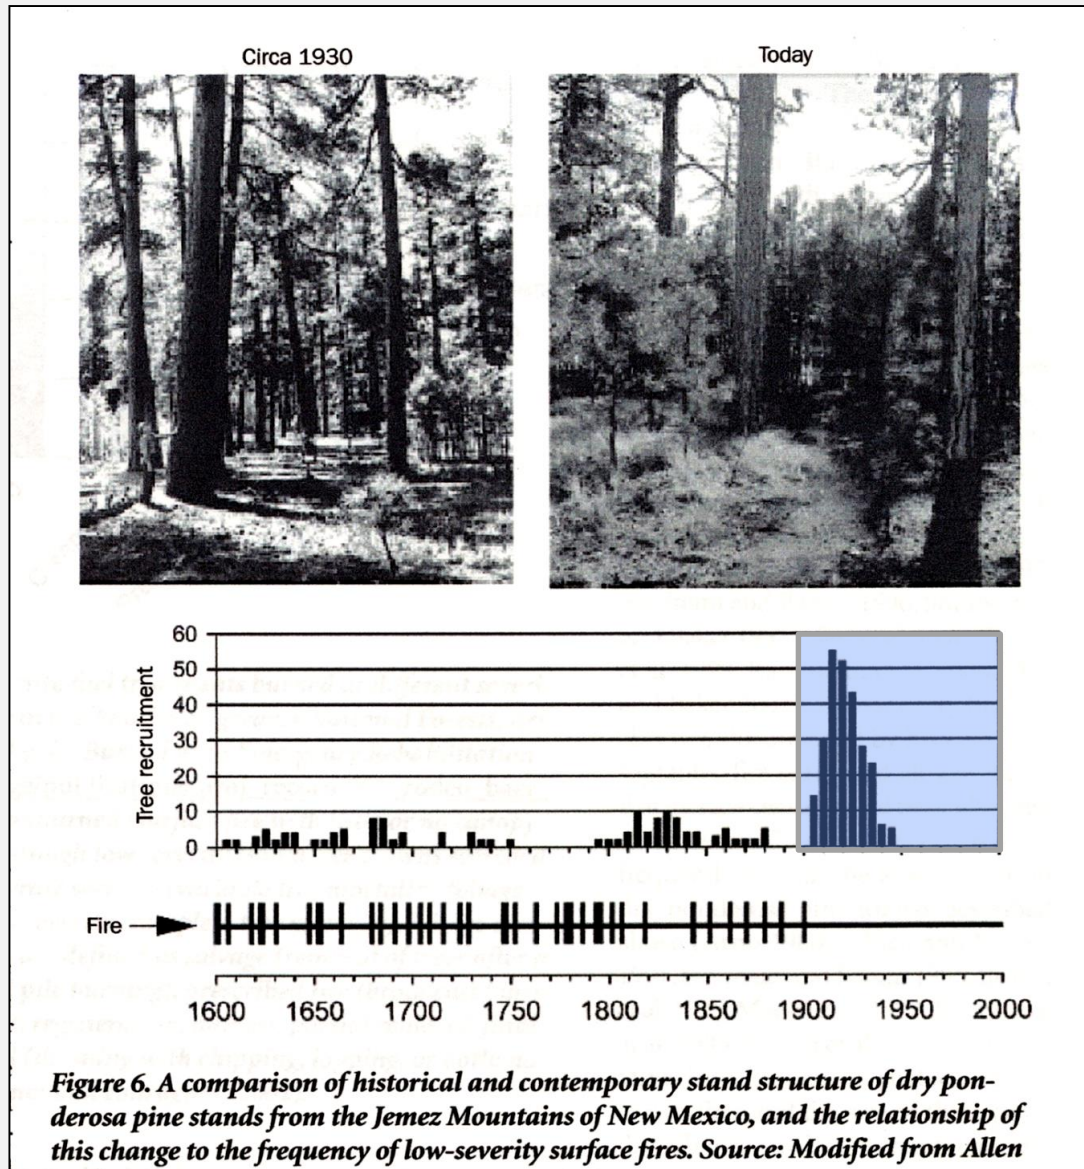 Circa 1930
Today
60
50
40
30
20
10
0
Tree recruitment
Fire
1600 1650 1700 1750 1800 1850 1900 1950 2000
Figure 6. A comparison of historical and contemporary stand structure of dry pon-
derosa pine stands from the Jemez Mountains of New Mexico, and the relationship of
this change to the frequency of low-severity surface fires. Source: Modified from Allen